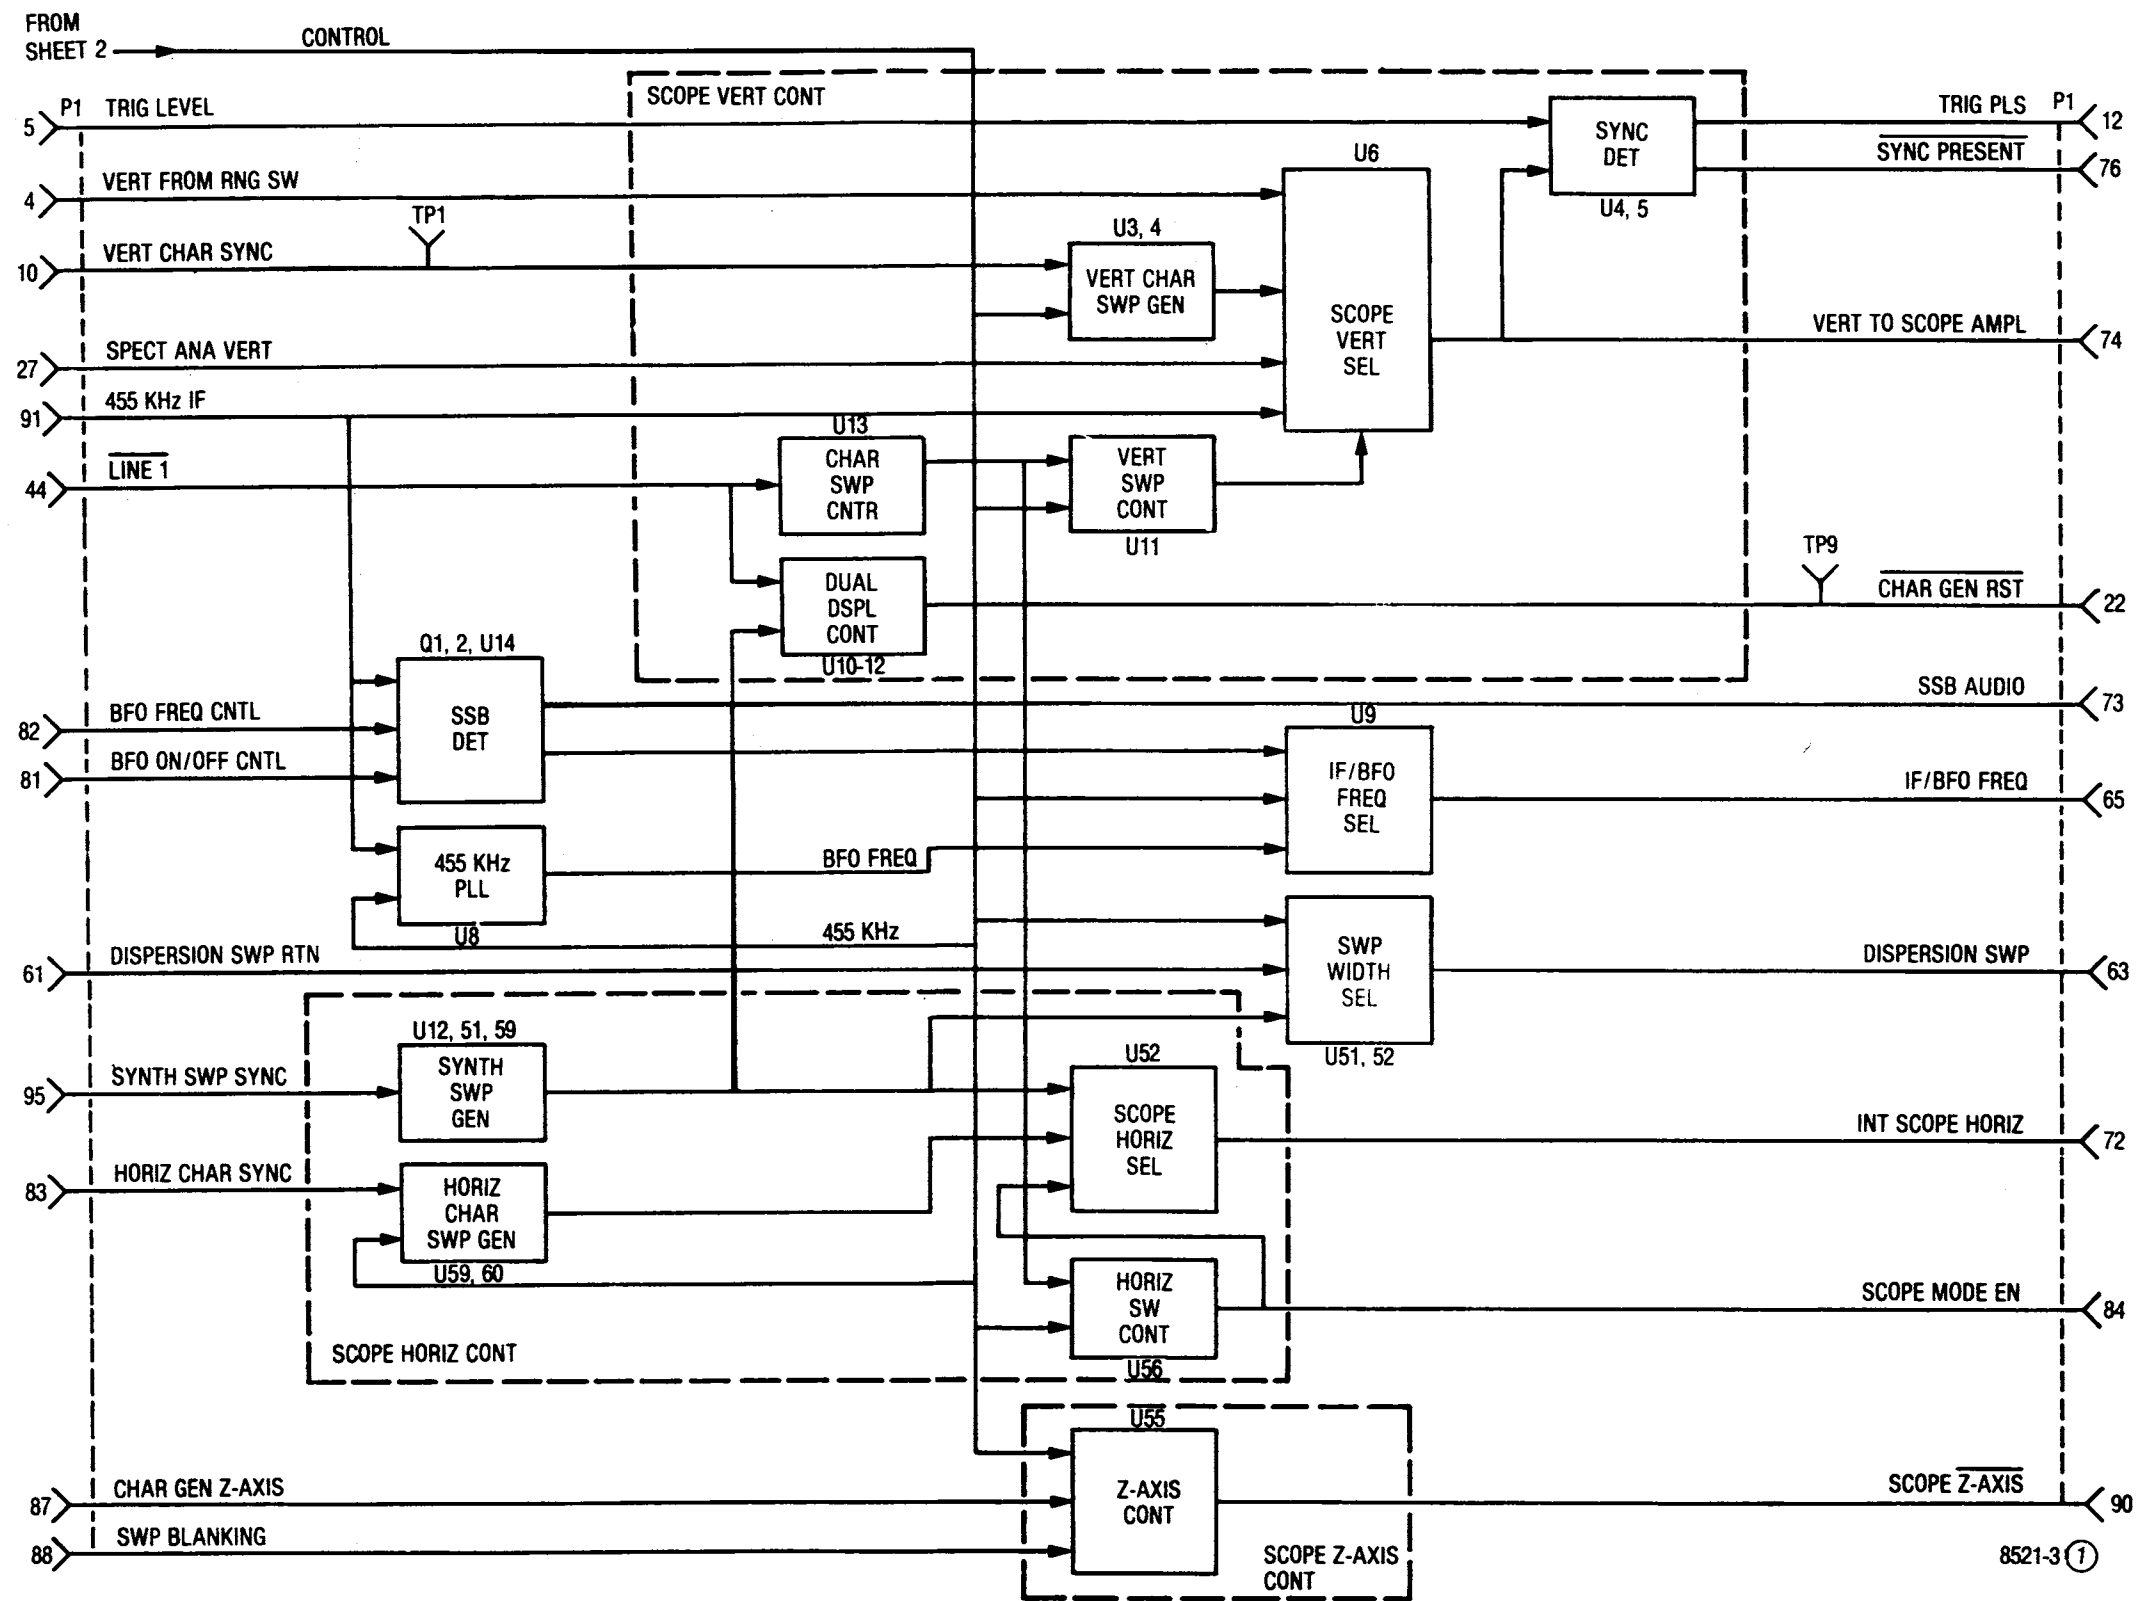 FROM
SHEET 2
CONTROL
SCOPE VERT CONT
P1
TRIG LEVEL
5
SYNC
DET
U4, 5
TRIG PLS
P1
12
SYNC PRESENT
76
VERT FROM RNG SW
4
U6
SCOPE
VERT
SEL
TP1
VERT CHAR SYNC
10
U3, 4
VERT CHAR
SWP GEN
VERT TO SCOPE AMPL
74
SPECT ANA VERT
27
455 KHz IF
91
LINE 1
44
U13
CHAR
SWP
CNTR
VERT
SWP
CONT
U11
DUAL
DSPL
CONT
U10-12
TP9
CHAR GEN RST
22
Q1, 2, U14
SSB
DET
SSB AUDIO
73
BFO FREQ CNTL
82
BFO ON/OFF CNTL
81
U9
IF/BFO
FREQ
SEL
IF/BFO FREQ
65
455 KHz
PLL
U8
BFO FREQ
455 KHz
DISPERSION SWP RTN
61
SWP
WIDTH
SEL
U51, 52
DISPERSION SWP
63
U12, 51, 59
SYNTH
SWP
GEN
SYNTH SWP SYNC
95
U52
SCOPE
HORIZ
SEL
INT SCOPE HORIZ
72
HORIZ CHAR SYNC
83
HORIZ
CHAR
SWP GEN
U59, 60
HORIZ
SW
CONT
U56
SCOPE MODE EN
84
SCOPE HORIZ CONT
U55
Z-AXIS
CONT
CHAR GEN Z-AXIS
87
SWP BLANKING
88
SCOPE Z-AXIS
90
SCOPE Z-AXIS
CONT
8521-3 1